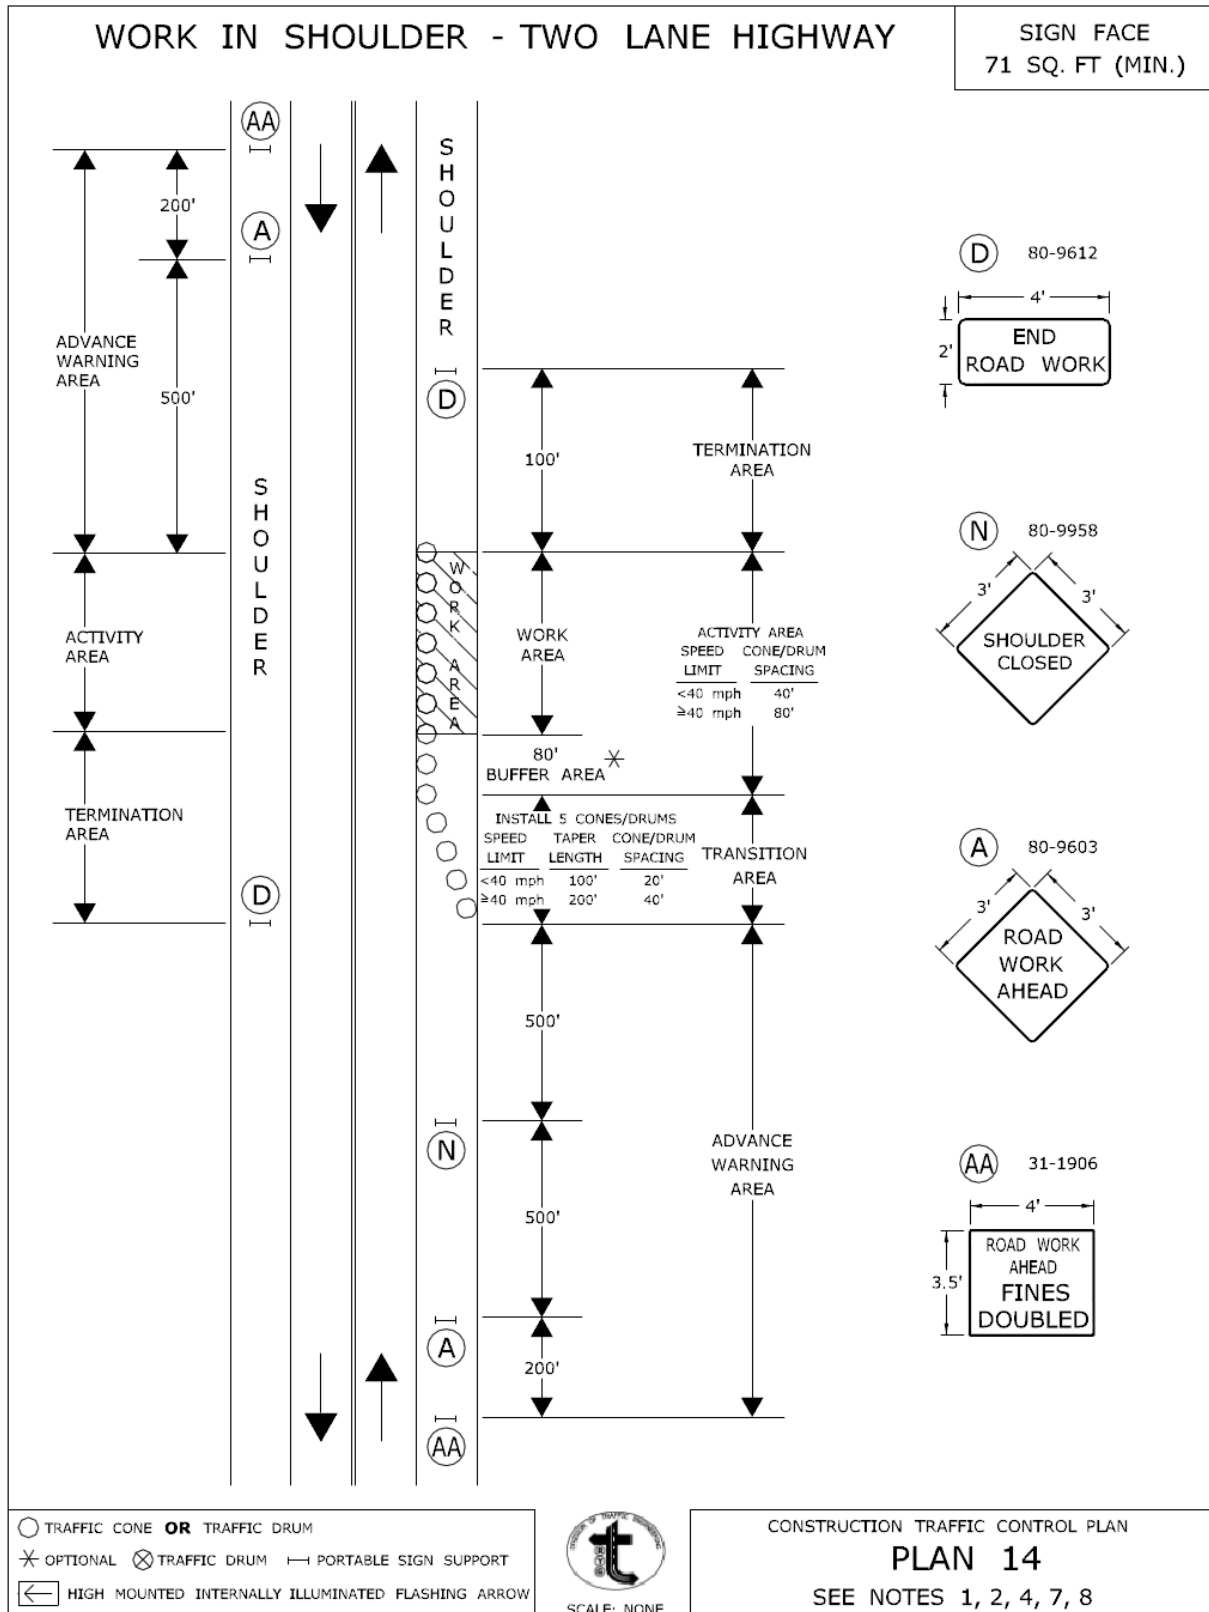 WORK IN SHOULDER - TWO LANE HIGHWAY
SIGN FACE
71 SQ. FT (MIN.)
AA
200'
A
ADVANCE
WARNING
AREA
500'
SHOULDER
ACTIVITY
AREA
TERMINATION
AREA
D
SHOULDER
D
100'
TERMINATION
AREA
WORK AREA
WORK
AREA
ACTIVITY AREA
SPEED CONE/DRUM
LIMIT SPACING
<40 mph 40'
≥40 mph 80'
80'
BUFFER AREA
INSTALL 5 CONES/DRUMS
SPEED TAPER CONE/DRUM
LIMIT LENGTH SPACING
<40 mph 100' 20'
≥40 mph 200' 40'
TRANSITION
AREA
500'
N
500'
ADVANCE
WARNING
AREA
A
200'
AA
D 80-9612
4'
2'
END
ROAD WORK
N 80-9958
3' 3'
SHOULDER
CLOSED
A 80-9603
3' 3'
ROAD
WORK
AHEAD
AA 31-1906
4'
3.5'
ROAD WORK
AHEAD
FINES
DOUBLED
TRAFFIC CONE OR TRAFFIC DRUM
OPTIONAL TRAFFIC DRUM PORTABLE SIGN SUPPORT
HIGH MOUNTED INTERNALLY ILLUMINATED FLASHING ARROW
SCALE: NONE
CONSTRUCTION TRAFFIC CONTROL PLAN
PLAN 14
SEE NOTES 1, 2, 4, 7, 8